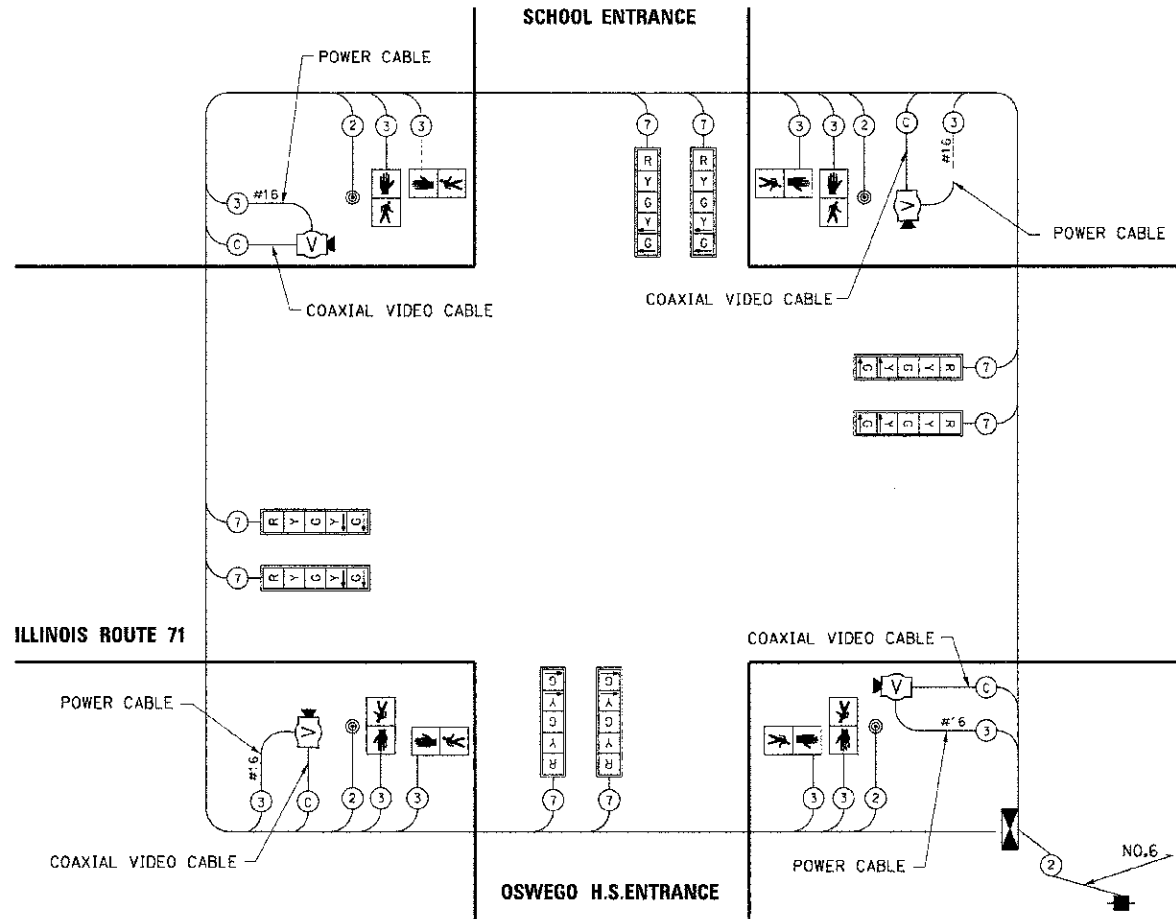 SCHOOL ENTRANCE
POWER CABLE
2 3 3
7 7
3 3 2 C 3
#16
R Y G Y G
R Y G Y G
3 #16
C V
V
POWER CABLE
COAXIAL VIDEO CABLE
COAXIAL VIDEO CABLE
G Y G Y R 7
G Y G Y R 7
7 R Y G Y G
7 R Y G Y G
ILLINOIS ROUTE 71
COAXIAL VIDEO CABLE
POWER CABLE
V C
#16 3
V
#16
G Y G Y R
G Y G Y R
3 C 2 3 3
7 7
3 3 2
COAXIAL VIDEO CABLE
POWER CABLE
2
NO.6
OSWEGO H.S.ENTRANCE